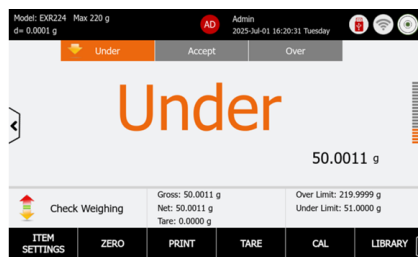 Model: EXR224 Max 220 g
d= 0.0001 g
AD
Admin
2025-Jul-01 16:20:31 Tuesday
Under
Accept
Over
Under
50.0011 g
Check Weighing
Gross: 50.0011 g
Net: 50.0011 g
Tare: 0.0000 g
Over Limit: 219.9999 g
Under Limit: 51.0000 g
ITEM
SETTINGS
ZERO
PRINT
TARE
CAL
LIBRARY